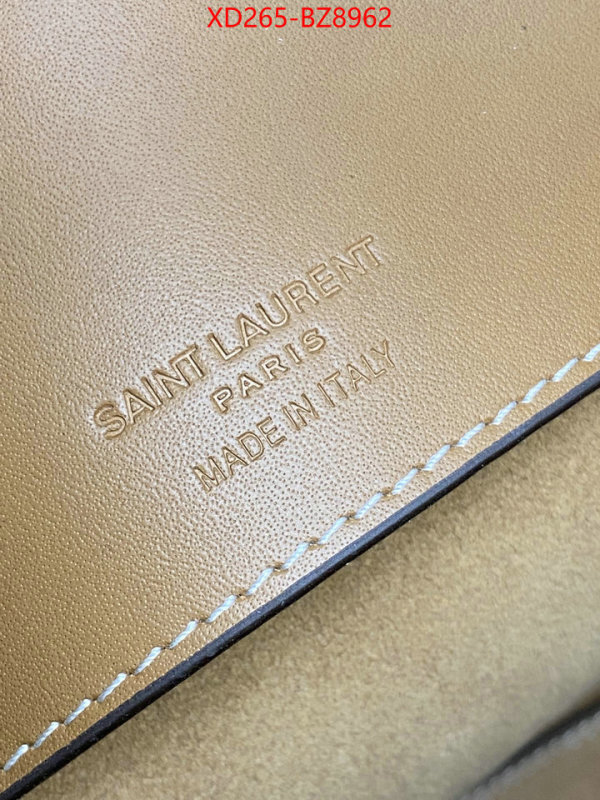 XD265-BZ8962
SAINT LAURENT
PARIS
MADE IN ITALY